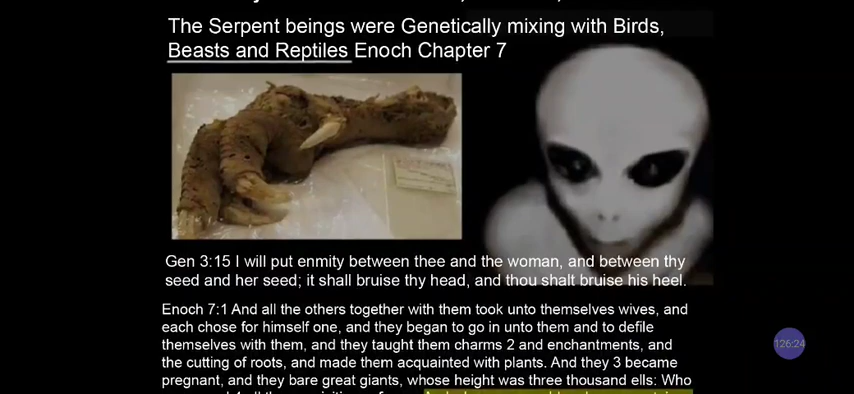 The Serpent beings were Genetically mixing with Birds,
Beasts and Reptiles Enoch Chapter 7
Gen 3:15 I will put enmity between thee and the woman, and between thy
seed and her seed; it shall bruise thy head, and thou shalt bruise his heel.
Enoch 7:1 And all the others together with them took unto themselves wives, and
each chose for himself one, and they began to go in unto them and to defile
themselves with them, and they taught them charms 2 and enchantments, and
the cutting of roots, and made them acquainted with plants. And they 3 became
pregnant, and they bare great giants, whose height was three thousand ells: Who
126:24